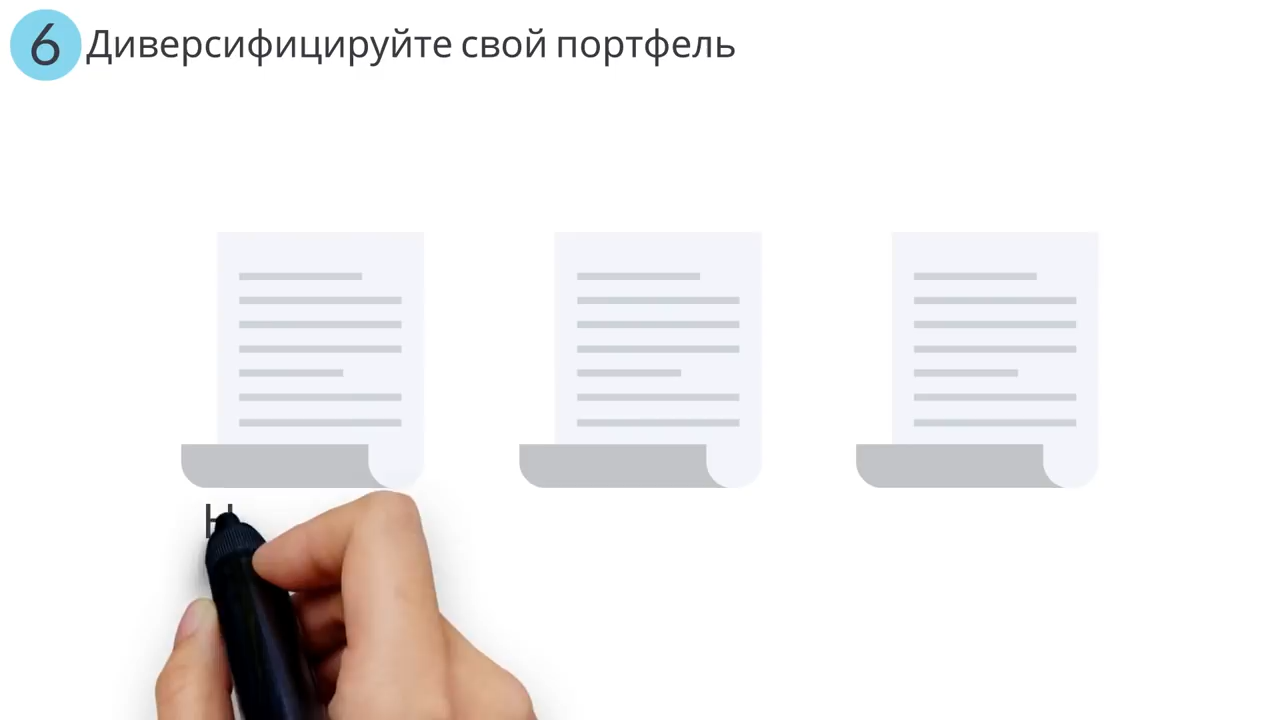 6 Диверсифицируйте свой портфель